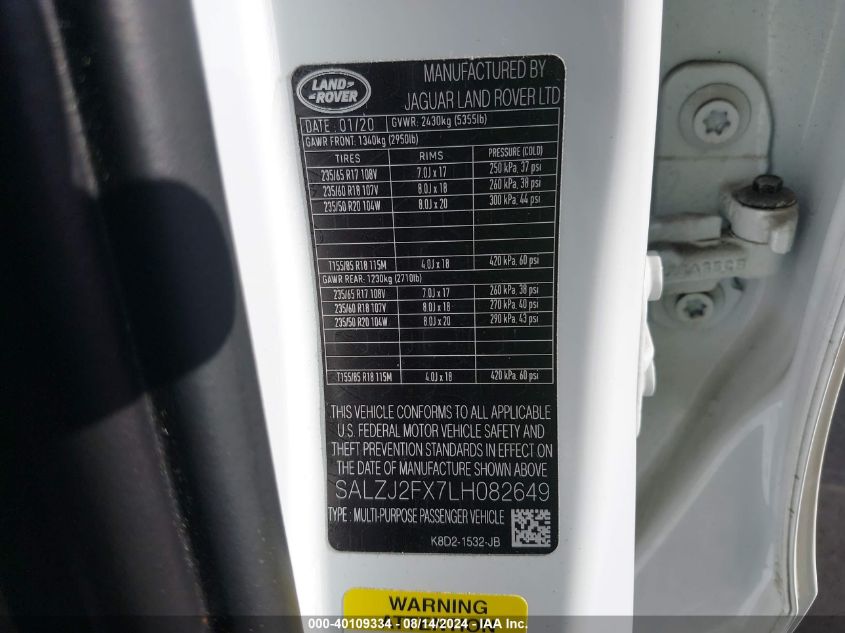 LAND
ROVER
MANUFACTURED BY
JAGUAR LAND ROVER LTD
DATE : 01/20 GVWR: 2430kg (5355lb)
GAWR FRONT: 1340kg (2950lb)
TIRES RIMS PRESSURE (COLD)
235/65 R17 108V 7.0J x 17 250 kPa, 37 psi
235/60 R18 107V 8.0J x 18 260 kPa, 38 psi
235/50 R20 104W 8.0J x 20 300 kPa, 44 psi
T155/85 R18 115M 4.0J x 18 420 kPa, 60 psi
GAWR REAR: 1230kg (2710lb)
235/65 R17 108V 7.0J x 17 260 kPa, 38 psi
235/60 R18 107V 8.0J x 18 270 kPa, 40 psi
235/50 R20 104W 8.0J x 20 290 kPa, 43 psi
T155/85 R18 115M 4.0J x 18 420 kPa, 60 psi
THIS VEHICLE CONFORMS TO ALL APPLICABLE
U.S. FEDERAL MOTOR VEHICLE SAFETY AND
THEFT PREVENTION STANDARDS IN EFFECT ON
THE DATE OF MANUFACTURE SHOWN ABOVE
SALZJ2FX7LH082649
TYPE : MULTI-PURPOSE PASSENGER VEHICLE
K8D2-1532-JB
WARNING
ATTENTION
000-40109334 - 08/14/2024 - IAA Inc.